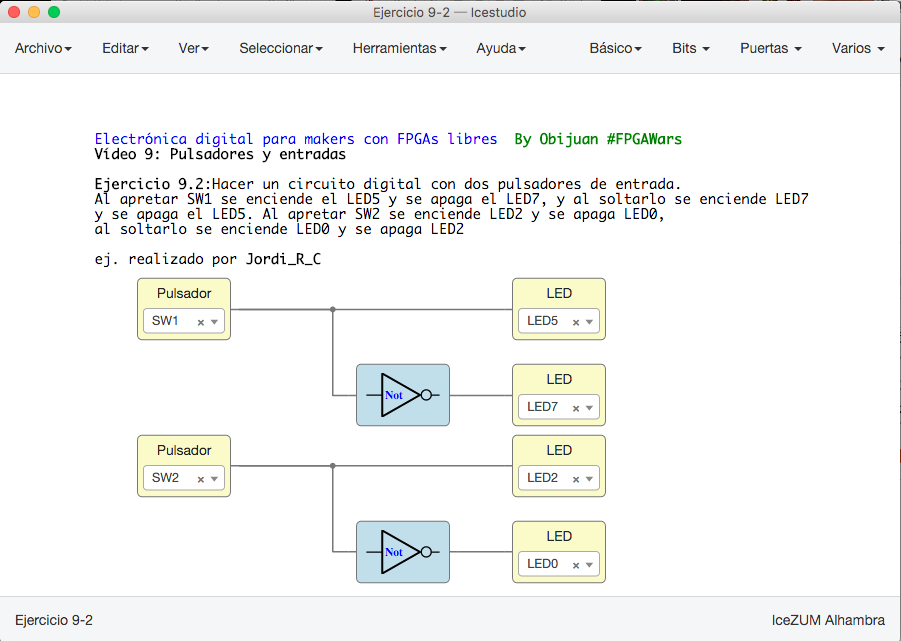 Ejercicio 9-2 — Icestudio
Archivo Editar Ver Seleccionar Herramientas Ayuda Básico Bits Puertas Varios
Electrónica digital para makers con FPGAs libres By Obijuan #FPGAWars
Vídeo 9: Pulsadores y entradas
Ejercicio 9.2:Hacer un circuito digital con dos pulsadores de entrada.
Al apretar SW1 se enciende el LED5 y se apaga el LED7, y al soltarlo se enciende LED7
y se apaga el LED5. Al apretar SW2 se enciende LED2 y se apaga LED0,
al soltarlo se enciende LED0 y se apaga LED2
ej. realizado por Jordi_R_C
Pulsador LED
SW1 LED5
LED
Not LED7
Pulsador LED
SW2 LED2
LED
Not LED0
Ejercicio 9-2 IceZUM Alhambra